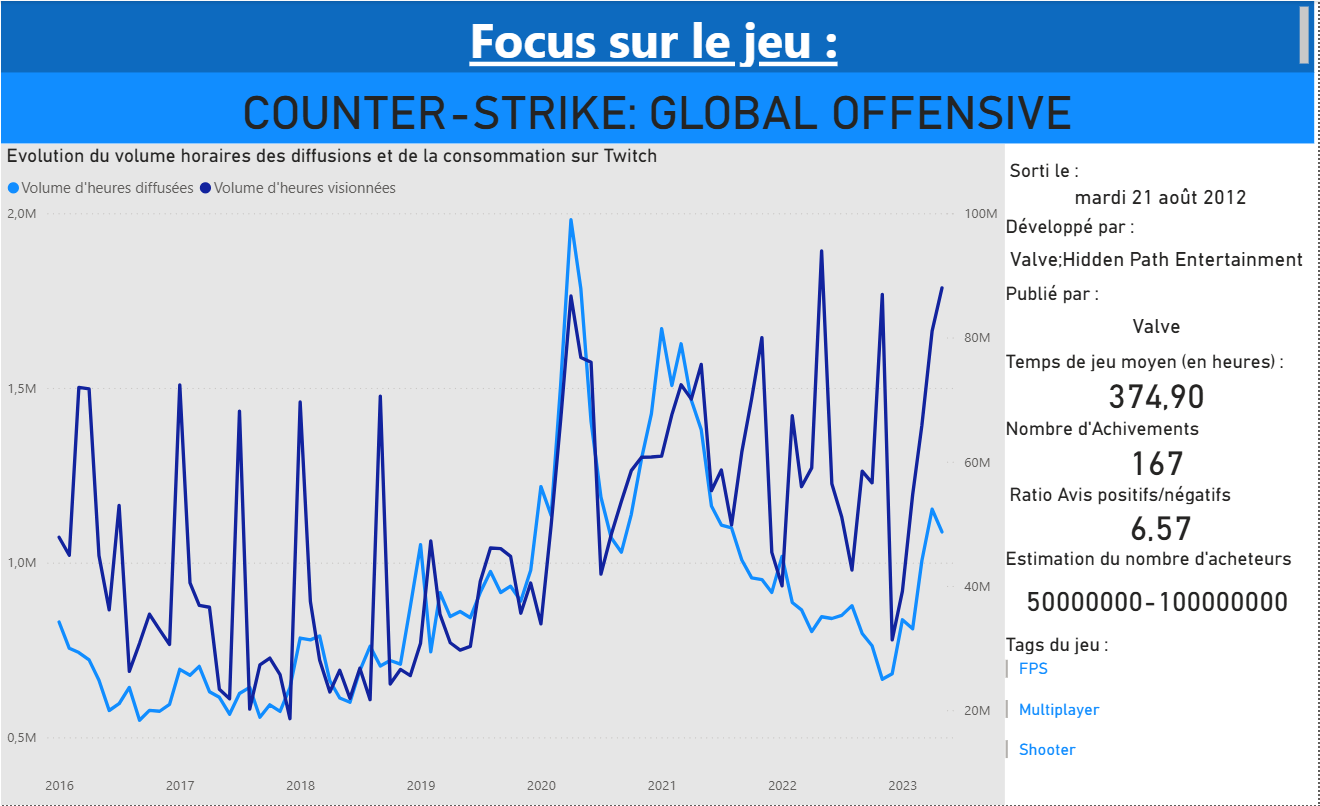 Focus sur le jeu :
COUNTER-STRIKE: GLOBAL OFFENSIVE
Evolution du volume horaires des diffusions et de la consommation sur Twitch
Volume d'heures diffusées Volume d'heures visionnées
2,0M
1,5M
1,0M
0,5M
100M
80M
60M
40M
20M
2016 2017 2018 2019 2020 2021 2022 2023
Sorti le :
mardi 21 août 2012
Développé par :
Valve;Hidden Path Entertainment
Publié par :
Valve
Temps de jeu moyen (en heures) :
374,90
Nombre d'Achivements
167
Ratio Avis positifs/négatifs
6,57
Estimation du nombre d'acheteurs
50000000-100000000
Tags du jeu :
FPS
Multiplayer
Shooter